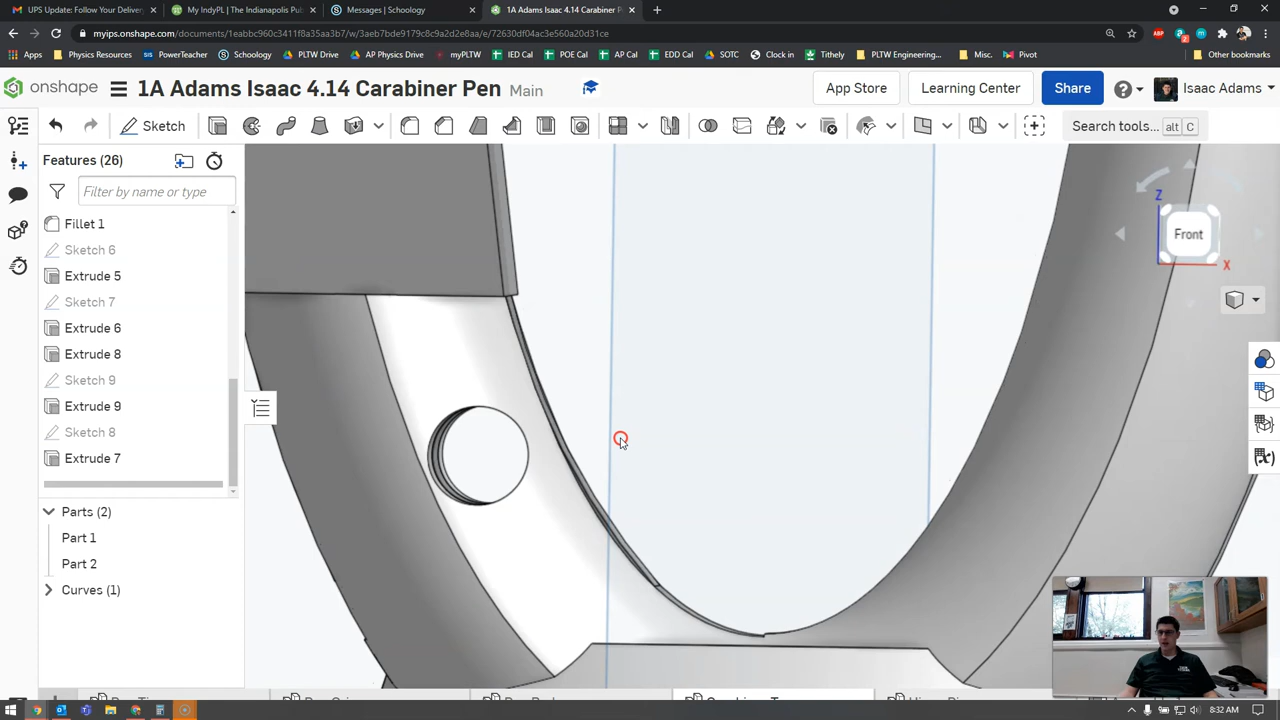 UPS Update: Follow Your Deliver
My IndyPL | The Indianapolis Pub
Messages | Schoology
1A Adams Isaac 4.14 Carabiner P
myips.onshape.com/documents/1eabbc960c3411f8a35aa3b7/w/3aeb7bde9179c8c9a2d2e8aa/e/72630df04ac3e560a20d31ce
Apps
Physics Resources
PowerTeacher
Schoology
PLTW Drive
AP Physics Drive
myPLTW
IED Cal
POE Cal
AP Cal
EDD Cal
SOTC
Clock in
Tithely
PLTW Engineering...
Misc.
Pivot
Other bookmarks
onshape
1A Adams Isaac 4.14 Carabiner Pen
Main
App Store
Learning Center
Share
Isaac Adams
Sketch
Search tools...
alt
C
Features (26)
Filter by name or type
Fillet 1
Sketch 6
Extrude 5
Sketch 7
Extrude 6
Extrude 8
Sketch 9
Extrude 9
Sketch 8
Extrude 7
Parts (2)
Part 1
Part 2
Curves (1)
Z
Front
X
8:32 AM